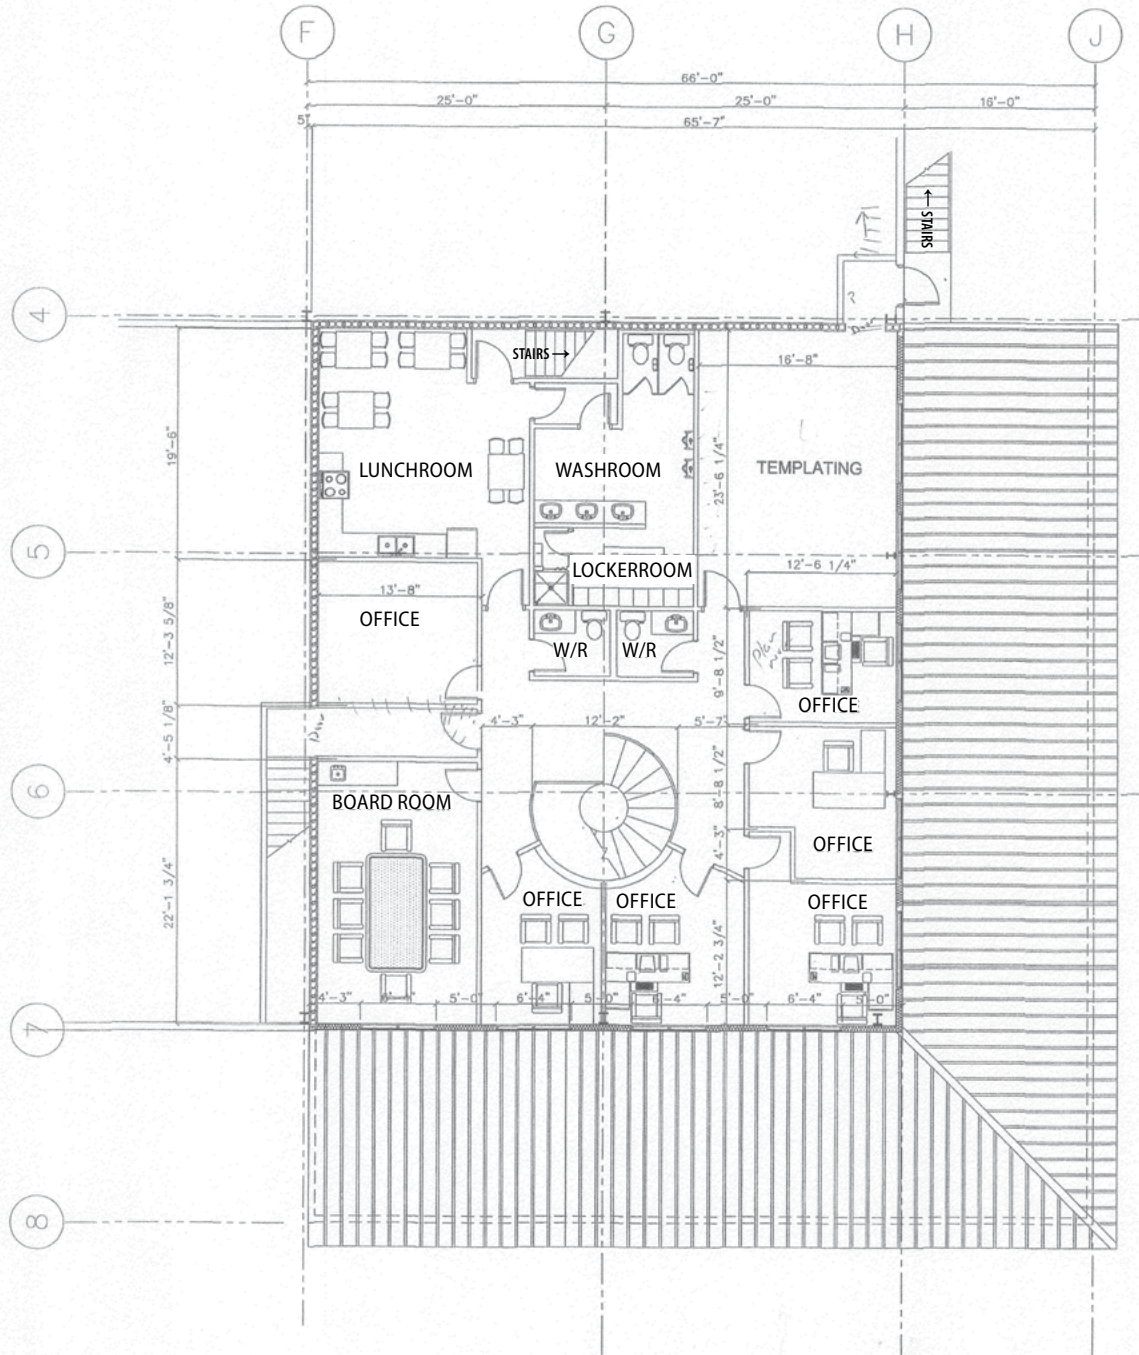 F G H J
66'-0"
25'-0" 25'-0" 16'-0"
65'-7"
← STAIRS
4
Door
STAIRS →
16'-8"
19'-6"
23'-6 1/4"
LUNCHROOM WASHROOM TEMPLATING
5
LOCKERROOM
12'-6 1/4"
13'-8"
OFFICE
12'-3 5/8"
W/R W/R
9'-8 1/2"
plan
OFFICE
4'-5 1/8"
Door
4'-3" 12'-2" 5'-7"
6
BOARD ROOM
8'-8 1/2"
OFFICE
4'-3"
22'-1 3/4"
OFFICE OFFICE OFFICE
12'-2 3/4"
4'-3" 5'-0" 6'-4" 5'-0" 6'-4" 5'-0" 6'-4" 5'-0"
7
8